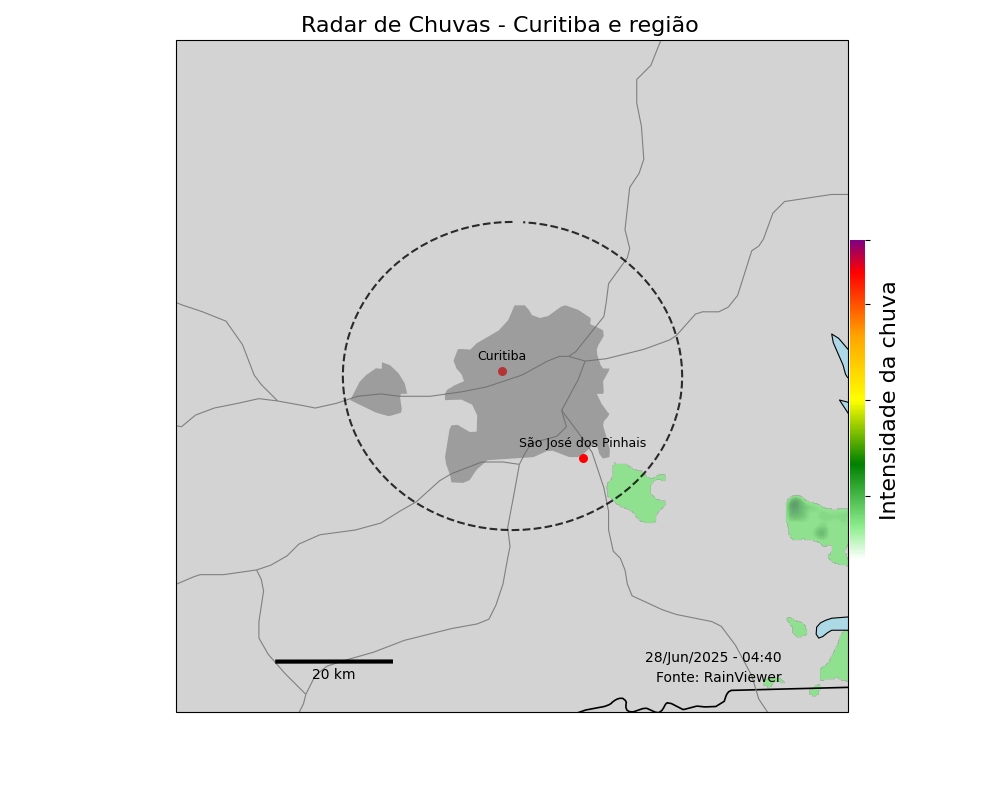 Radar de Chuvas - Curitiba e região
Curitiba
São José dos Pinhais
Intensidade da chuva
28/Jun/2025 - 04:40
Fonte: RainViewer
20 km